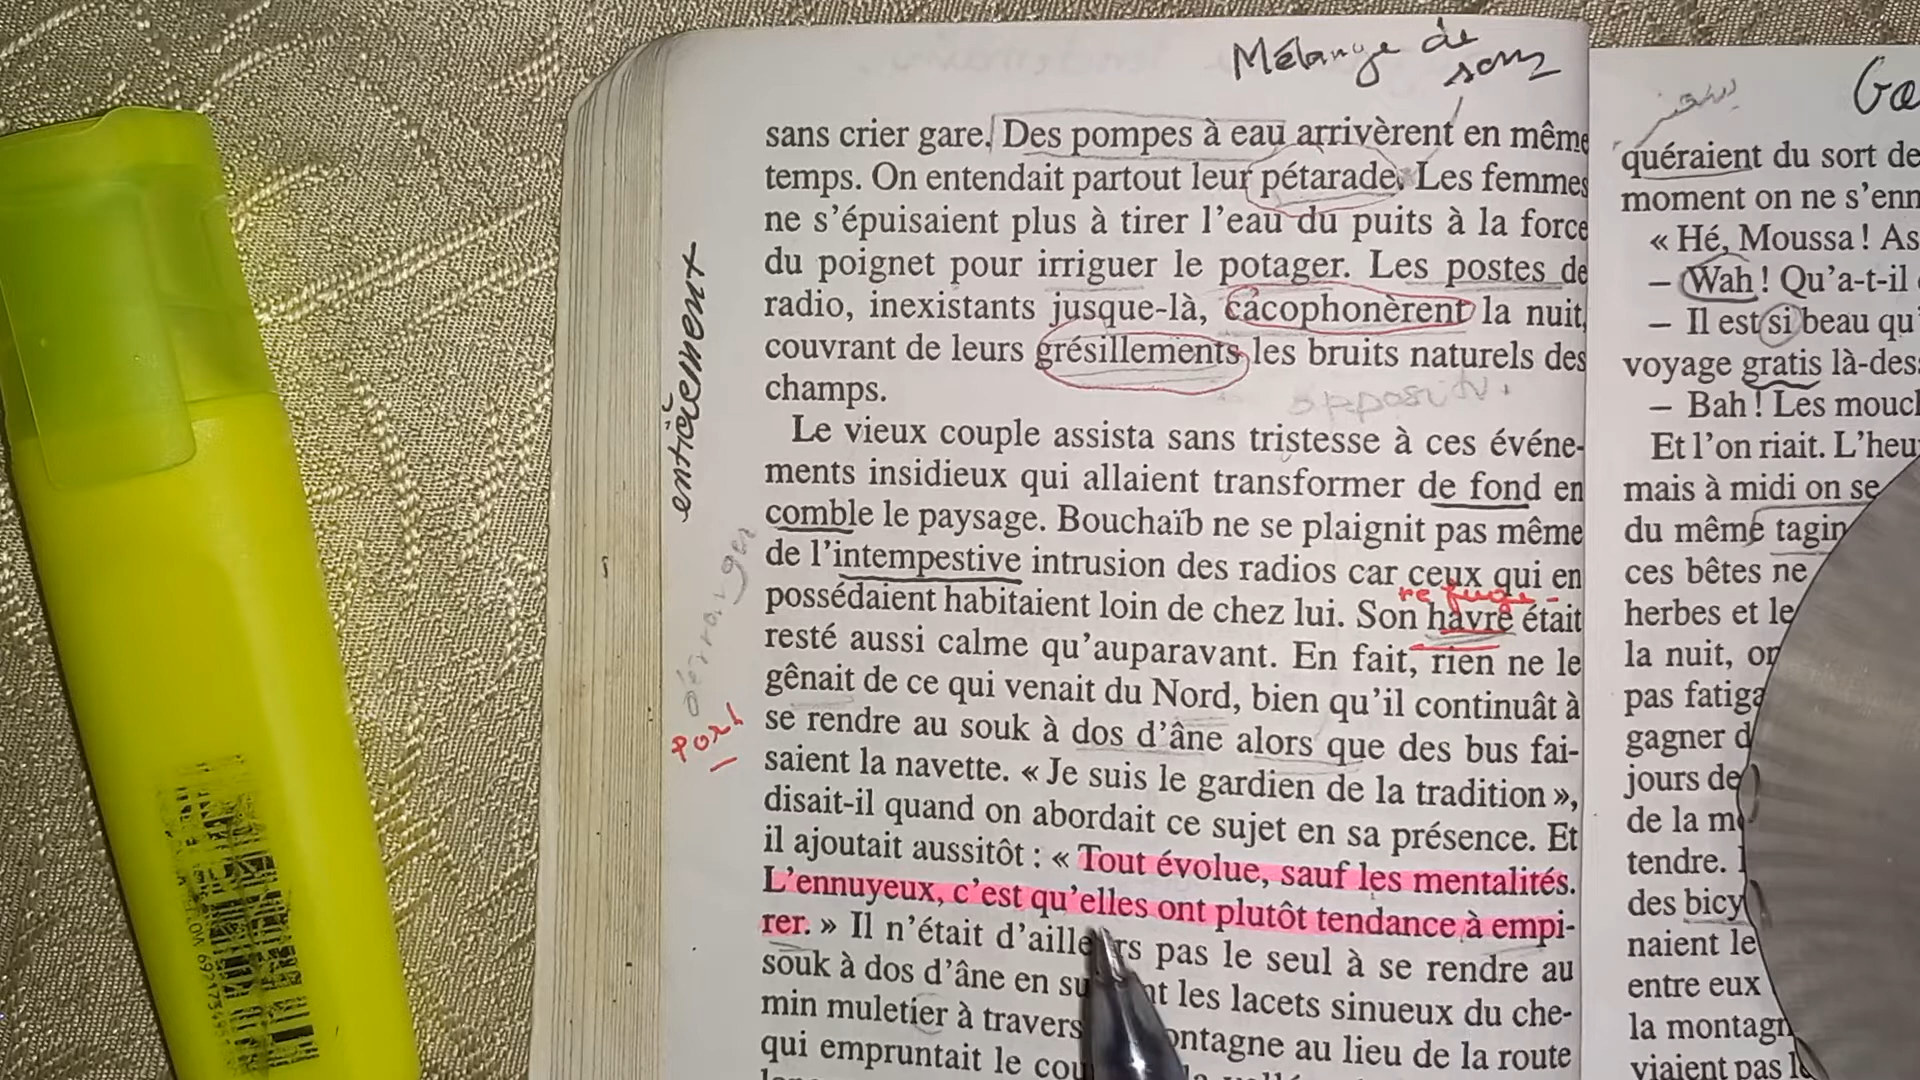 Mélange de
sons
sans crier gare. Des pompes à eau arrivèrent en même
temps. On entendait partout leur pétarade. Les femmes
ne s'épuisaient plus à tirer l'eau du puits à la force
du poignet pour irriguer le potager. Les postes de
radio, inexistants jusque-là, cacophonèrent la nuit,
couvrant de leurs grésillements les bruits naturels des
champs.
entièrement
Le vieux couple assista sans tristesse à ces événe-
ments insidieux qui allaient transformer de fond en
comble le paysage. Bouchaïb ne se plaignit pas même
de l'intempestive intrusion des radios car ceux qui en
refuge
possédaient habitaient loin de chez lui. Son havre était
resté aussi calme qu'auparavant. En fait, rien ne le
gênait de ce qui venait du Nord, bien qu'il continuât à
port
se rendre au souk à dos d'âne alors que des bus fai-
saient la navette. « Je suis le gardien de la tradition »,
disait-il quand on abordait ce sujet en sa présence. Et
il ajoutait aussitôt : « Tout évolue, sauf les mentalités.
L'ennuyeux, c'est qu'elles ont plutôt tendance à empi-
rer. » Il n'était d'ailleurs pas le seul à se rendre au
souk à dos d'âne en su nt les lacets sinueux du che-
min muletier à travers ontagne au lieu de la route
qui empruntait le cou
quéraient du sort de
moment on ne s'enn
« Hé, Moussa ! As
– Wah ! Qu'a-t-il
– Il est si beau qu'
voyage gratis là-des
– Bah ! Les mouc
Et l'on riait. L'heu
mais à midi on se
du même tagin
ces bêtes ne
herbes et le
la nuit, or
pas fatiga
gagner d
jours de
de la m
tendre.
des bicy
naient le
entre eux
la montagn
viaient pas l